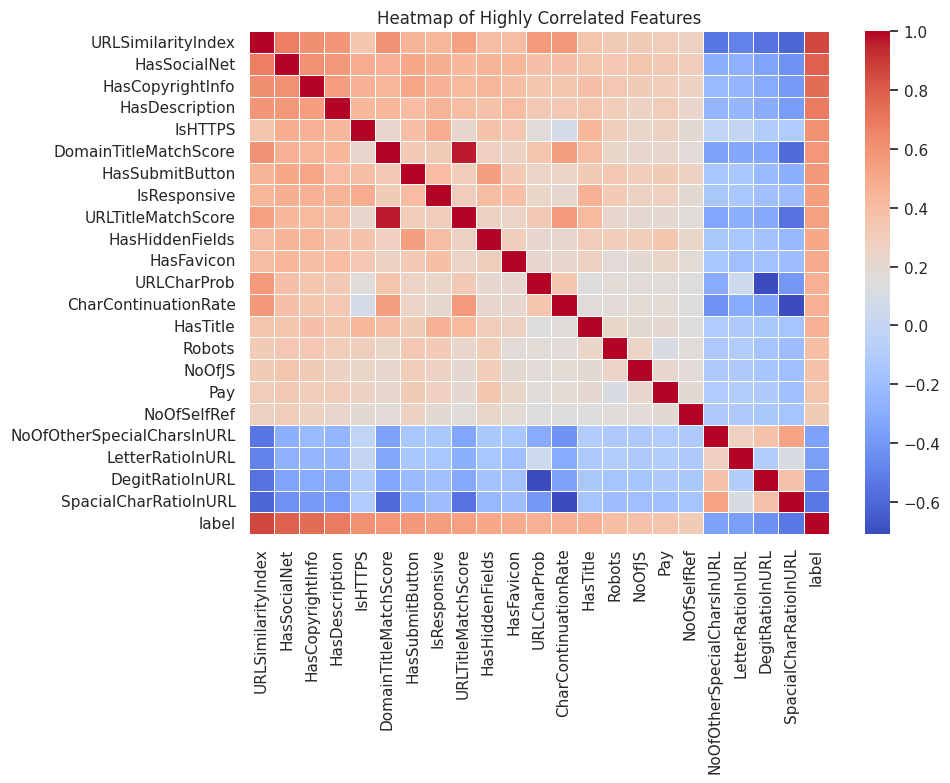 Heatmap of Highly Correlated Features
URLSimilarityIndex
HasSocialNet
HasCopyrightInfo
HasDescription
IsHTTPS
DomainTitleMatchScore
HasSubmitButton
IsResponsive
URLTitleMatchScore
HasHiddenFields
HasFavicon
URLCharProb
CharContinuationRate
HasTitle
Robots
NoOfJS
Pay
NoOfSelfRef
NoOfOtherSpecialCharsInURL
LetterRatioInURL
DegitRatioInURL
SpacialCharRatioInURL
label
URLSimilarityIndex
HasSocialNet
HasCopyrightInfo
HasDescription
IsHTTPS
DomainTitleMatchScore
HasSubmitButton
IsResponsive
URLTitleMatchScore
HasHiddenFields
HasFavicon
URLCharProb
CharContinuationRate
HasTitle
Robots
NoOfJS
Pay
NoOfSelfRef
NoOfOtherSpecialCharsInURL
LetterRatioInURL
DegitRatioInURL
SpacialCharRatioInURL
label
1.0
0.8
0.6
0.4
0.2
0.0
−0.2
−0.4
−0.6